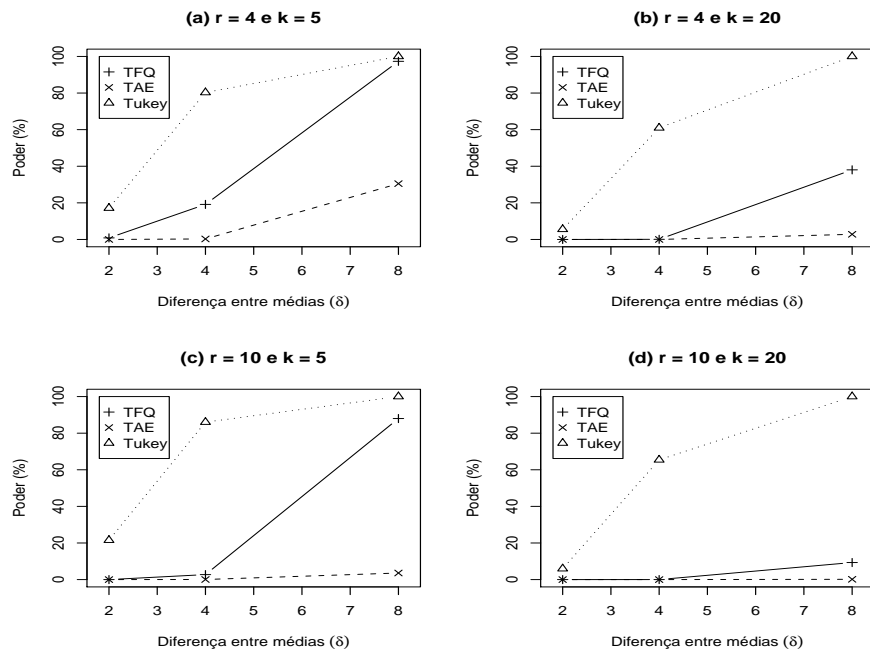 (a) r = 4 e k = 5
Poder (%)
100
80
60
40
20
0
TFQ
TAE
Tukey
2 3 4 5 6 7 8
Diferença entre médias (δ)
(b) r = 4 e k = 20
Poder (%)
100
80
60
40
20
0
TFQ
TAE
Tukey
2 3 4 5 6 7 8
Diferença entre médias (δ)
(c) r = 10 e k = 5
Poder (%)
100
80
60
40
20
0
TFQ
TAE
Tukey
2 3 4 5 6 7 8
Diferença entre médias (δ)
(d) r = 10 e k = 20
Poder (%)
100
80
60
40
20
0
TFQ
TAE
Tukey
2 3 4 5 6 7 8
Diferença entre médias (δ)